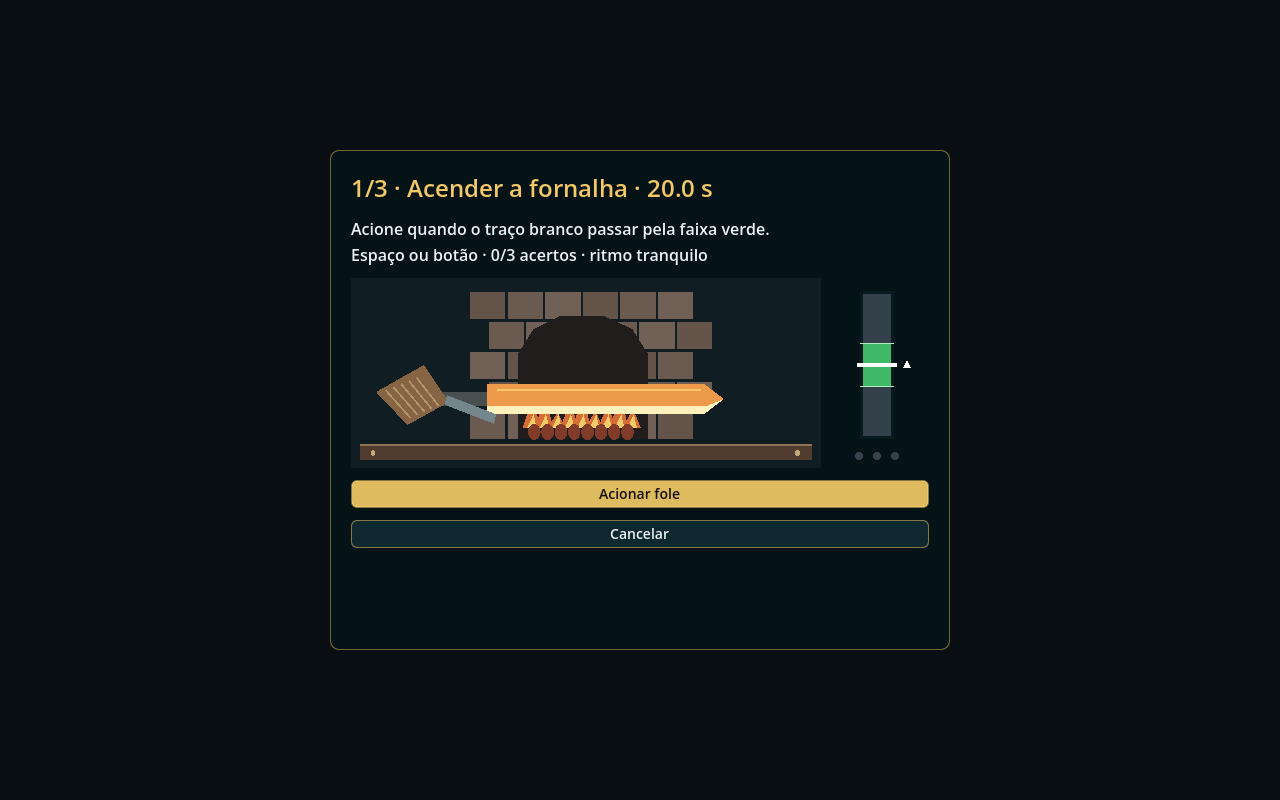 1/3 · Acender a fornalha · 20.0 s
Acione quando o traço branco passar pela faixa verde.
Espaço ou botão · 0/3 acertos · ritmo tranquilo
Acionar fole
Cancelar